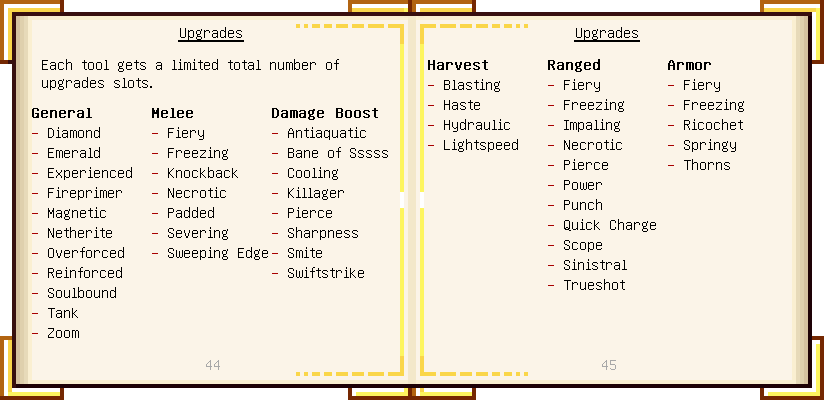 Upgrades
Each tool gets a limited total number of
upgrades slots.
General
- Diamond
- Emerald
- Experienced
- Fireprimer
- Magnetic
- Netherite
- Overforced
- Reinforced
- Soulbound
- Tank
- Zoom
Melee
- Fiery
- Freezing
- Knockback
- Necrotic
- Padded
- Severing
- Sweeping Edge
Damage Boost
- Antiaquatic
- Bane of Sssss
- Cooling
- Killager
- Pierce
- Sharpness
- Smite
- Swiftstrike
44
Upgrades
Harvest
- Blasting
- Haste
- Hydraulic
- Lightspeed
Ranged
- Fiery
- Freezing
- Impaling
- Necrotic
- Pierce
- Power
- Punch
- Quick Charge
- Scope
- Sinistral
- Trueshot
Armor
- Fiery
- Freezing
- Ricochet
- Springy
- Thorns
45